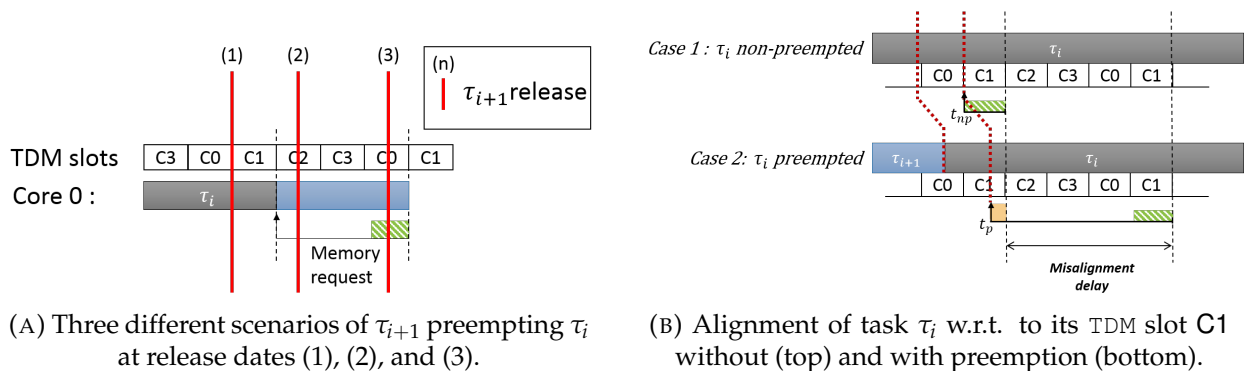 (1) (2) (3)
(n)
τi+1 release
TDM slots C3 C0 C1 C2 C3 C0 C1
Core 0 : τi
Memory
request
(A) Three different scenarios of τi+1 preempting τi
at release dates (1), (2), and (3).
Case 1 : τi non-preempted τi
C0 C1 C2 C3 C0 C1
tnp
Case 2: τi preempted τi+1 τi
C0 C1 C2 C3 C0 C1
tp
Misalignment
delay
(B) Alignment of task τi w.r.t. to its TDM slot C1
without (top) and with preemption (bottom).